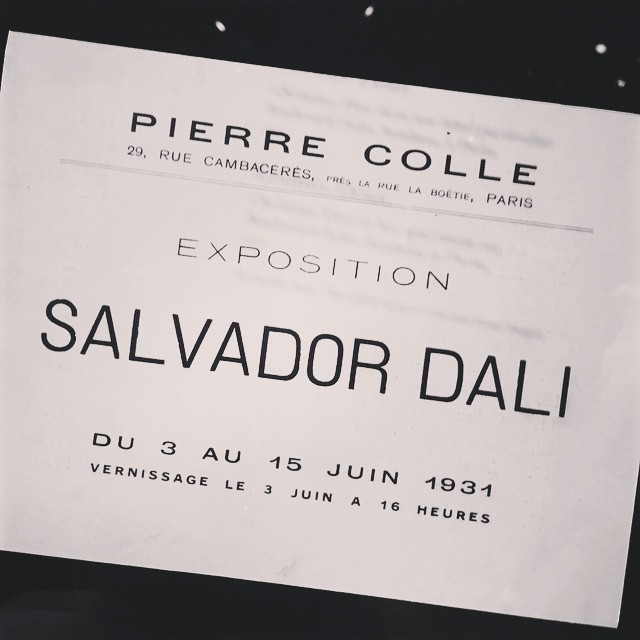 PIERRE COLLE
29, RUE CAMBACERÈS, PRÈS LA RUE LA BOÉTIE, PARIS
EXPOSITION
SALVADOR DALI
DU 3 AU 15 JUIN 1931
VERNISSAGE LE 3 JUIN A 16 HEURES